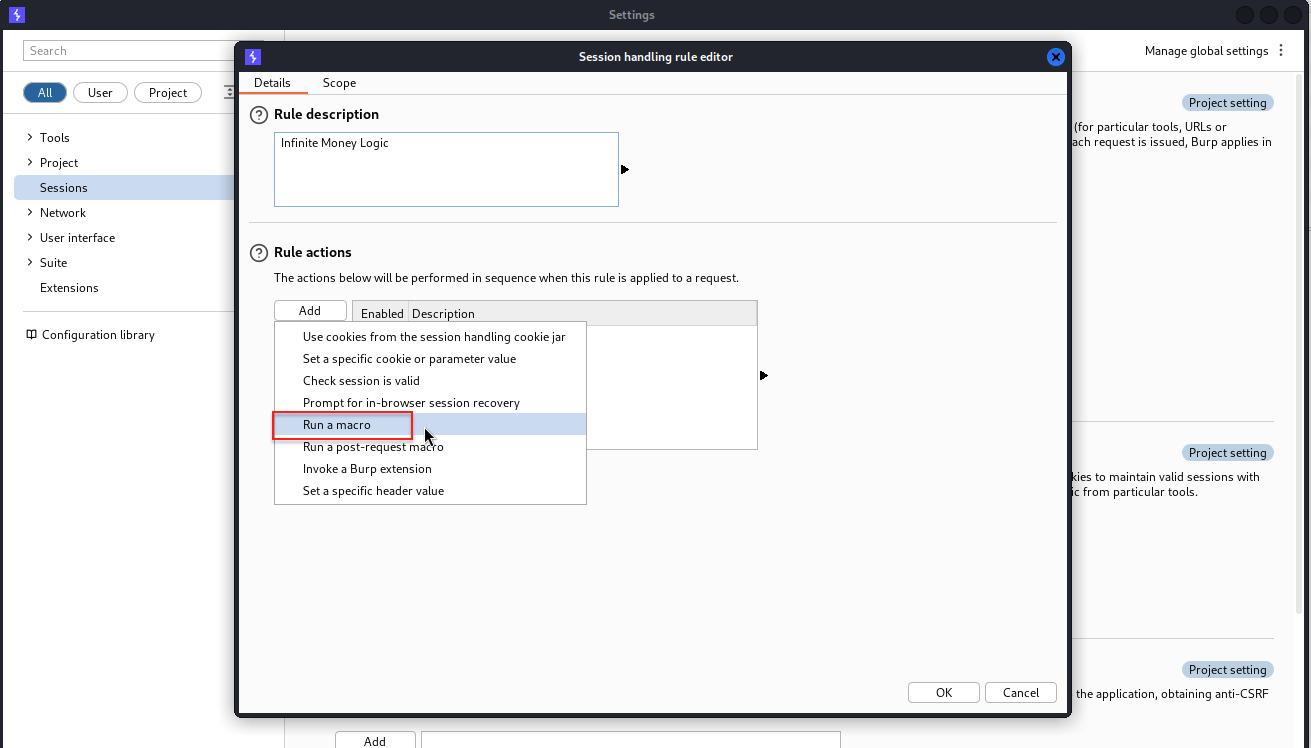 Settings
Search
Manage global settings
All
User
Project
Tools
Project
Sessions
Network
User interface
Suite
Extensions
Configuration library
Session handling rule editor
Details
Scope
Rule description
Infinite Money Logic
Rule actions
The actions below will be performed in sequence when this rule is applied to a request.
Add
Enabled
Description
Use cookies from the session handling cookie jar
Set a specific cookie or parameter value
Check session is valid
Prompt for in-browser session recovery
Run a macro
Run a post-request macro
Invoke a Burp extension
Set a specific header value
OK
Cancel
Project setting
(for particular tools, URLs or
ach request is issued, Burp applies in
Project setting
kies to maintain valid sessions with
ic from particular tools.
Project setting
the application, obtaining anti-CSRF
Add